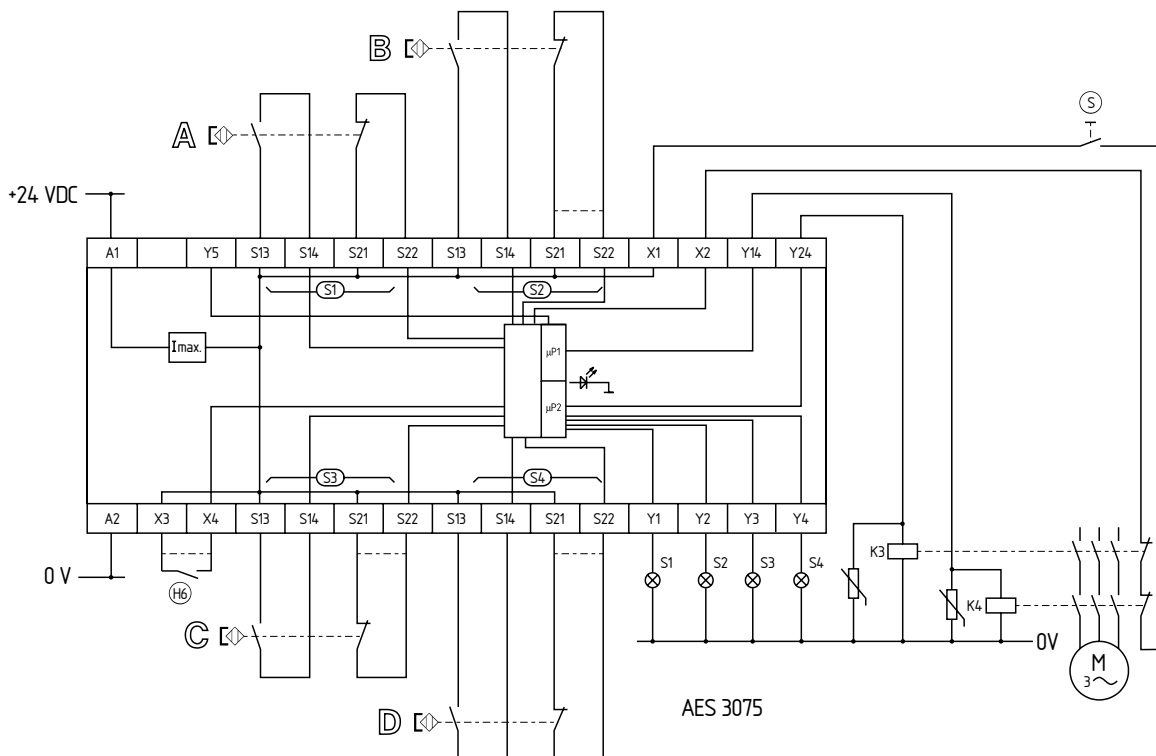 B
S
A
+24 VDC
A1 Y5 S13 S14 S21 S22 S13 S14 S21 S22 X1 X2 Y14 Y24
S1 S2
Imax.
µP1
µP2
S3 S4
A2 X3 X4 S13 S14 S21 S22 S13 S14 S21 S22 Y1 Y2 Y3 Y4
K3
S1 S2 S3 S4
0 V
H6
K4
C
0V
M
3
D
AES 3075